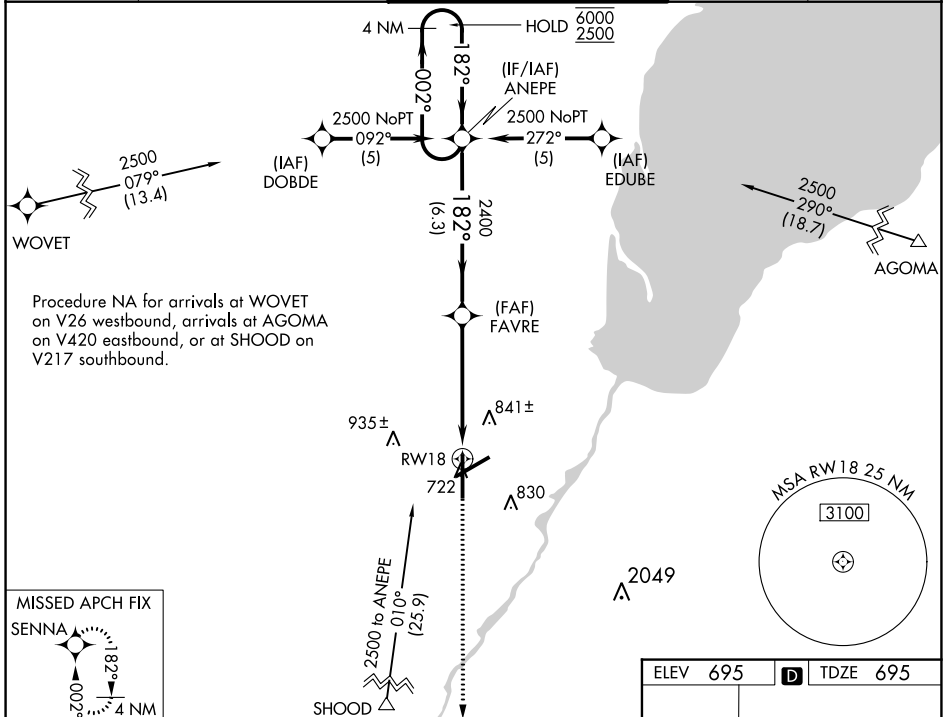 4 NM
HOLD 6000
2500
182°
002°
(IF/IAF)
ANEPE
2500 NoPT
092°
(5)
2500 NoPT
272°
(5)
(IAF)
DOBDE
(IAF)
EDUBE
2500
079°
(13.4)
WOVET
2500
290°
(18.7)
AGOMA
2400
182°
(6.3)
Procedure NA for arrivals at WOVET
on V26 westbound, arrivals at AGOMA
on V420 eastbound, or at SHOOD on
V217 southbound.
(FAF)
FAVRE
935±
841±
RW18
722
830
MSA RW18 25 NM
3100
2049
2500 to ANEPE
010°
(25.9)
SHOOD
MISSED APCH FIX
SENNA
182°
002°
4 NM
ELEV 695 D TDZE 695